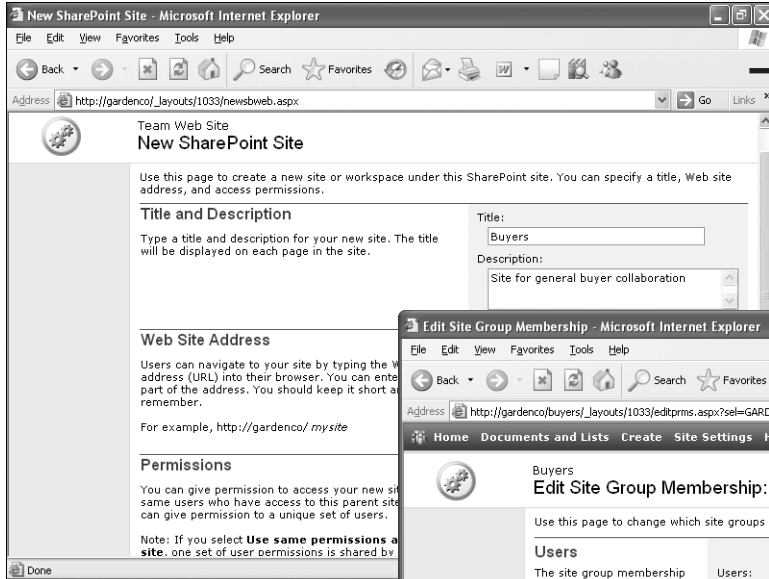 New SharePoint Site - Microsoft Internet Explorer
File Edit View Favorites Tools Help
Back Search Favorites
Address http://gardenco/_layouts/1033/newsbweb.aspx Go Links »
Team Web Site
New SharePoint Site
Use this page to create a new site or workspace under this SharePoint site. You can specify a title, Web site
address, and access permissions.
Title and Description
Type a title and description for your new site. The title
will be displayed on each page in the site.
Title:
Buyers
Description:
Site for general buyer collaboration
Web Site Address
Users can navigate to your site by typing the W
address (URL) into their browser. You can ente
part of the address. You should keep it short a
remember.
For example, http://gardenco/ mysite
Permissions
You can give permission to access your new si
same users who have access to this parent site
can give permission to a unique set of users.
Note: If you select Use same permissions a
site, one set of user permissions is shared by
Done
Edit Site Group Membership - Microsoft Internet Explorer
File Edit View Favorites Tools Help
Back Search Favorites
Address http://gardenco/buyers/_layouts/1033/editprms.aspx?sel=GARD
Home Documents and Lists Create Site Settings H
Buyers
Edit Site Group Membership:
Use this page to change which site groups
Users
The site group membership
Users: